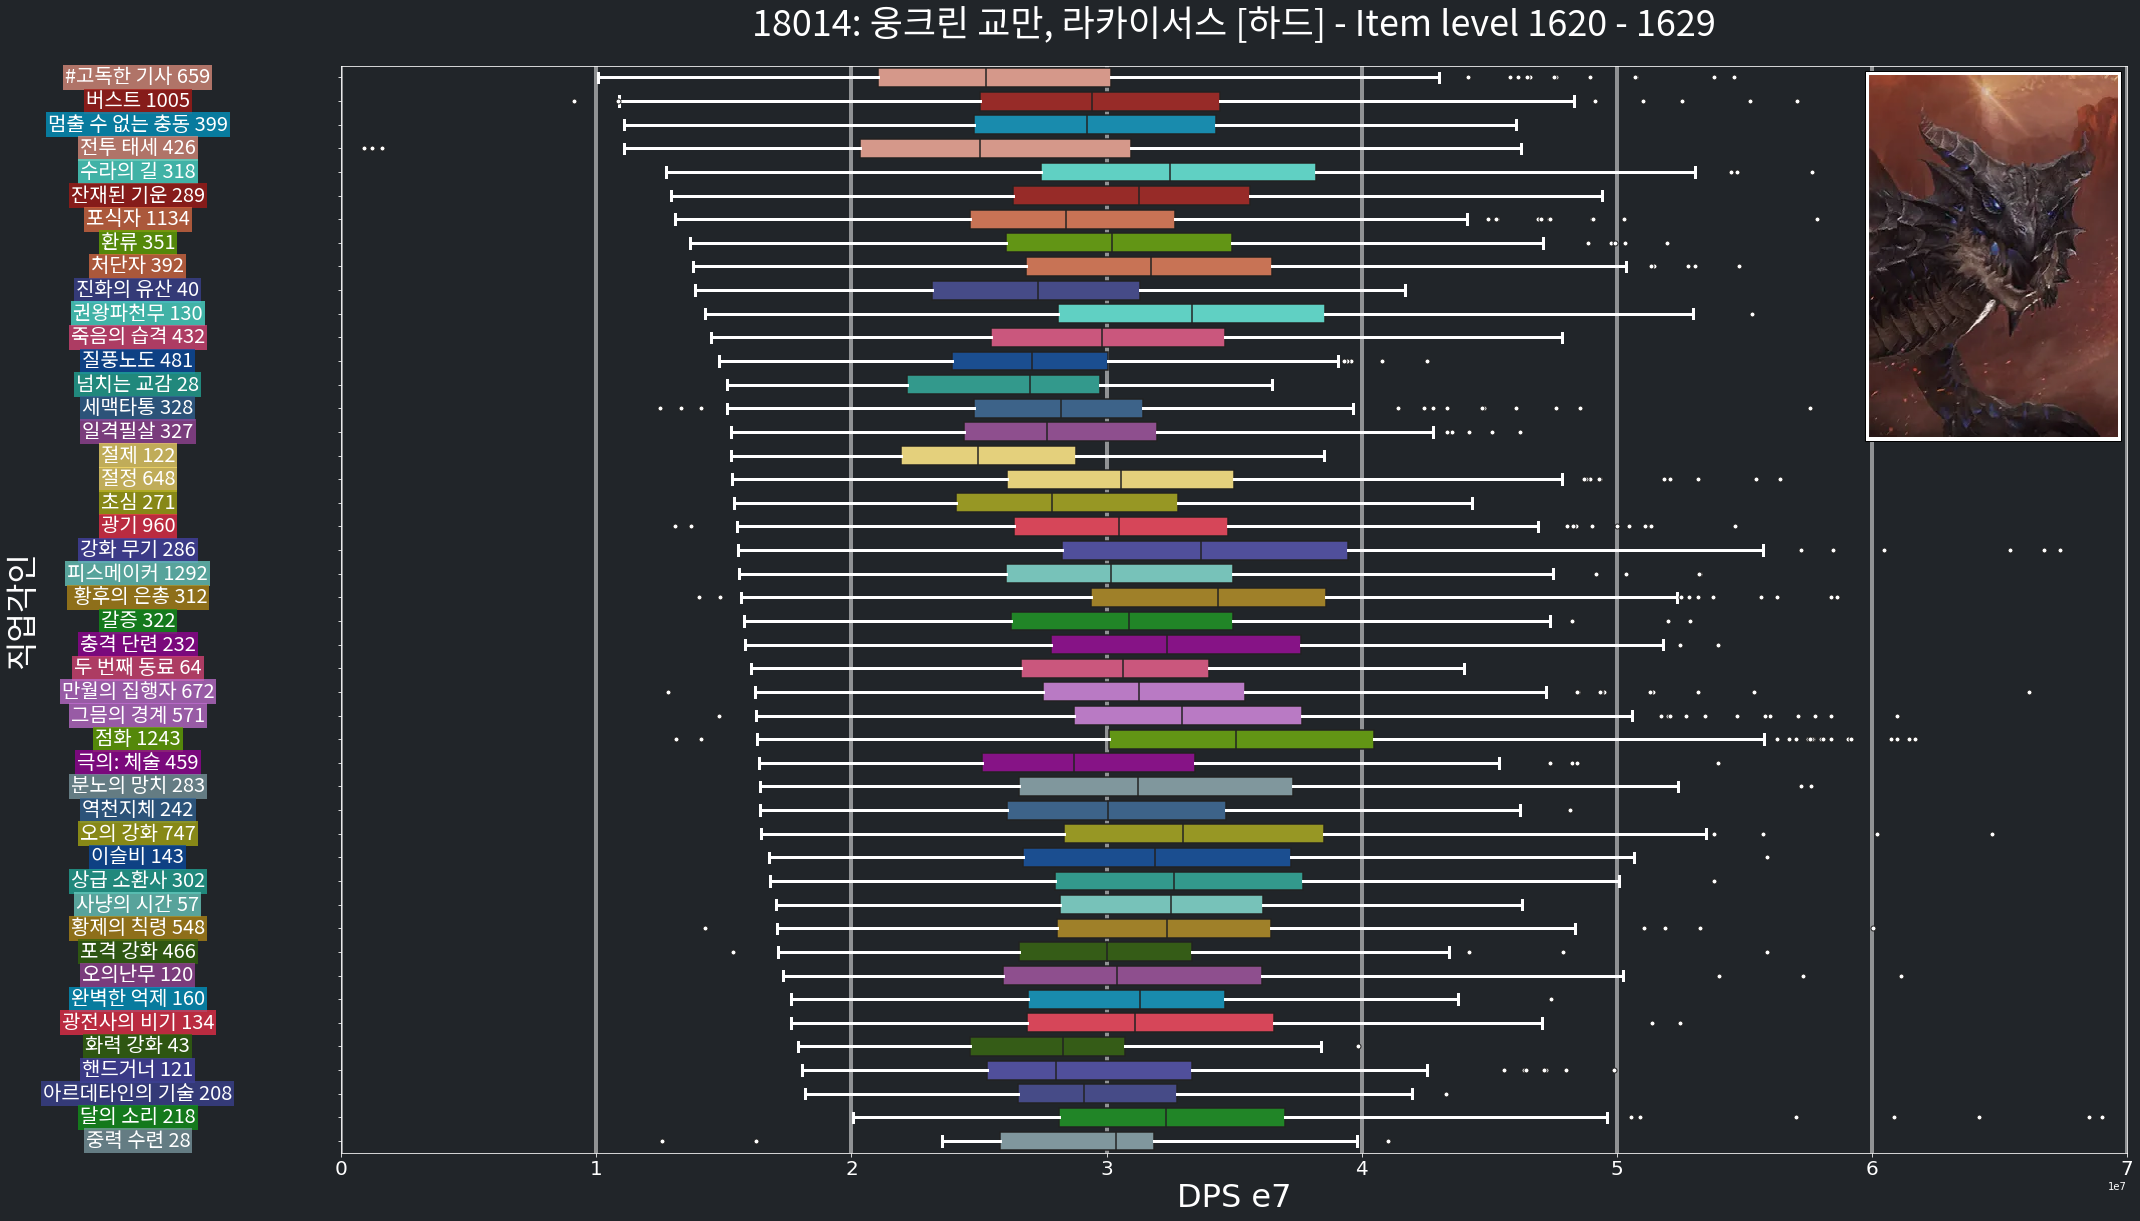 18014: 웅크린 교만, 라카이서스 [하드] - Item level 1620 - 1629
직업각인
#고독한 기사 659
버스트 1005
멈출 수 없는 충동 399
전투 태세 426
수라의 길 318
잔재된 기운 289
포식자 1134
환류 351
처단자 392
진화의 유산 40
권왕파천무 130
죽음의 습격 432
질풍노도 481
넘치는 교감 28
세맥타통 328
일격필살 327
절제 122
절정 648
초심 271
광기 960
강화 무기 286
피스메이커 1292
황후의 은총 312
갈증 322
충격 단련 232
두 번째 동료 64
만월의 집행자 672
그믐의 경계 571
점화 1243
극의: 체술 459
분노의 망치 283
역천지체 242
오의 강화 747
이슬비 143
상급 소환사 302
사냥의 시간 57
황제의 칙령 548
포격 강화 466
오의난무 120
완벽한 억제 160
광전사의 비기 134
화력 강화 43
핸드거너 121
아르데타인의 기술 208
달의 소리 218
중력 수련 28
0 1 2 3 4 5 6 7
DPS e7
1e7